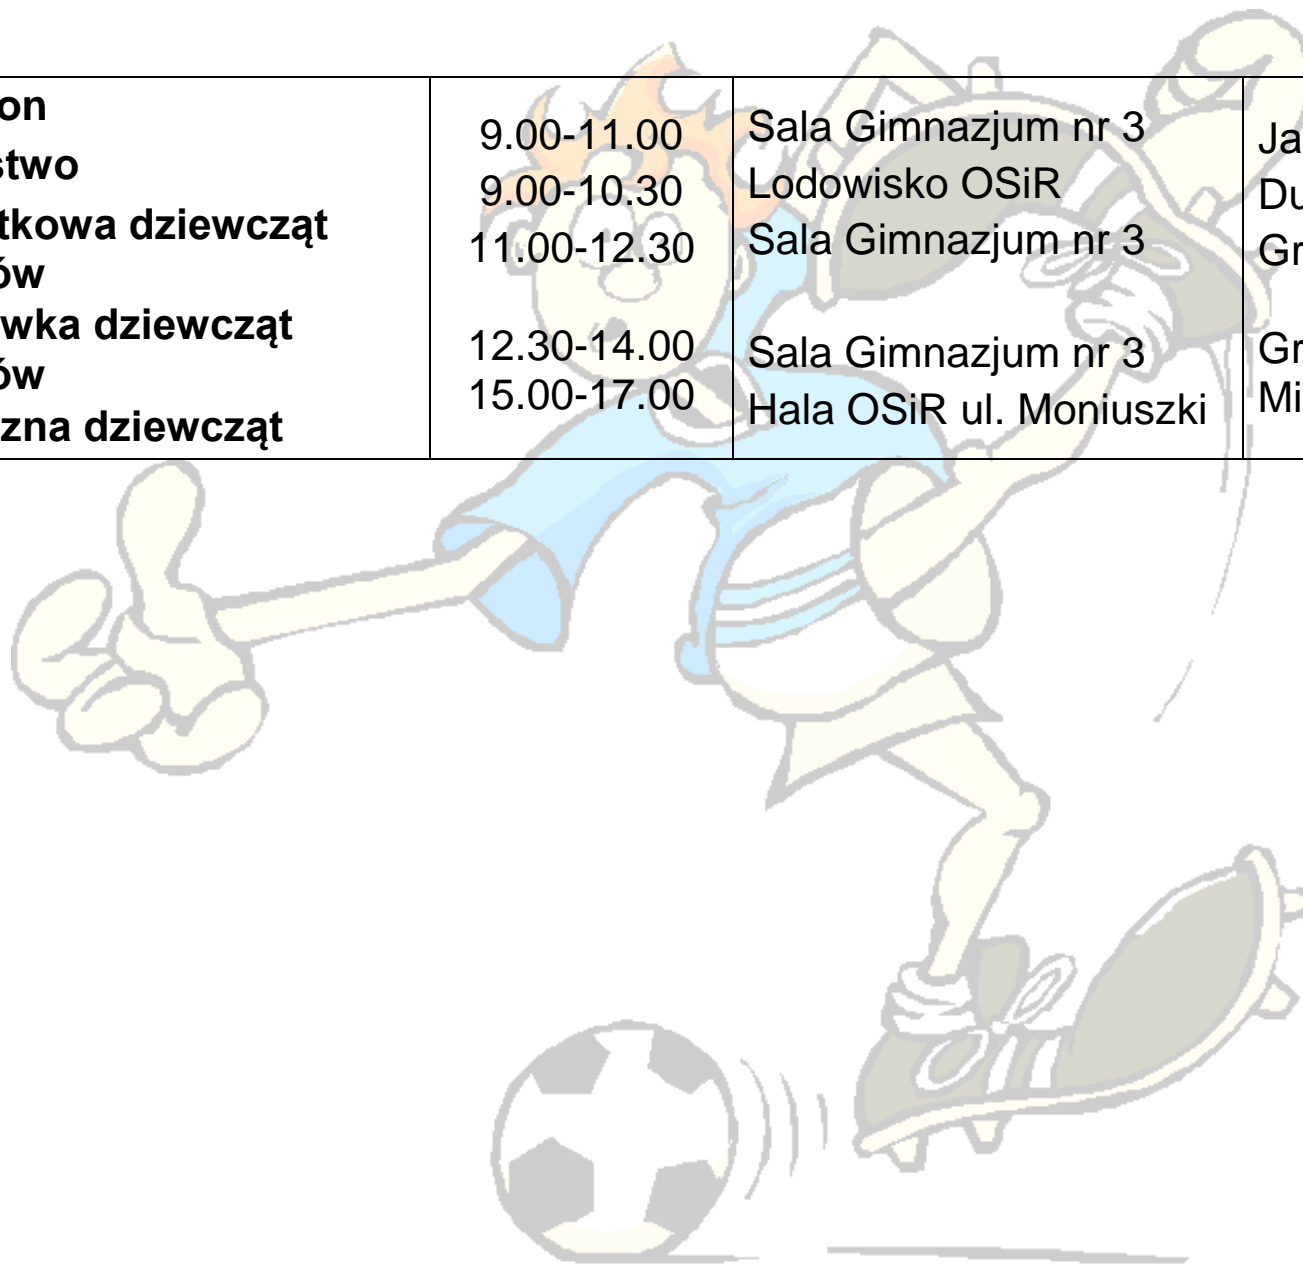 on
stwo
tkowa dziewcząt
ów
wka dziewcząt
ów
zna dziewcząt
9.00-11.00
9.00-10.30
11.00-12.30
12.30-14.00
15.00-17.00
Sala Gimnazjum nr 3
Lodowisko OSiR
Sala Gimnazjum nr 3
Sala Gimnazjum nr 3
Hala OSiR ul. Moniuszki
Ja
Du
Gr
Gr
Mi